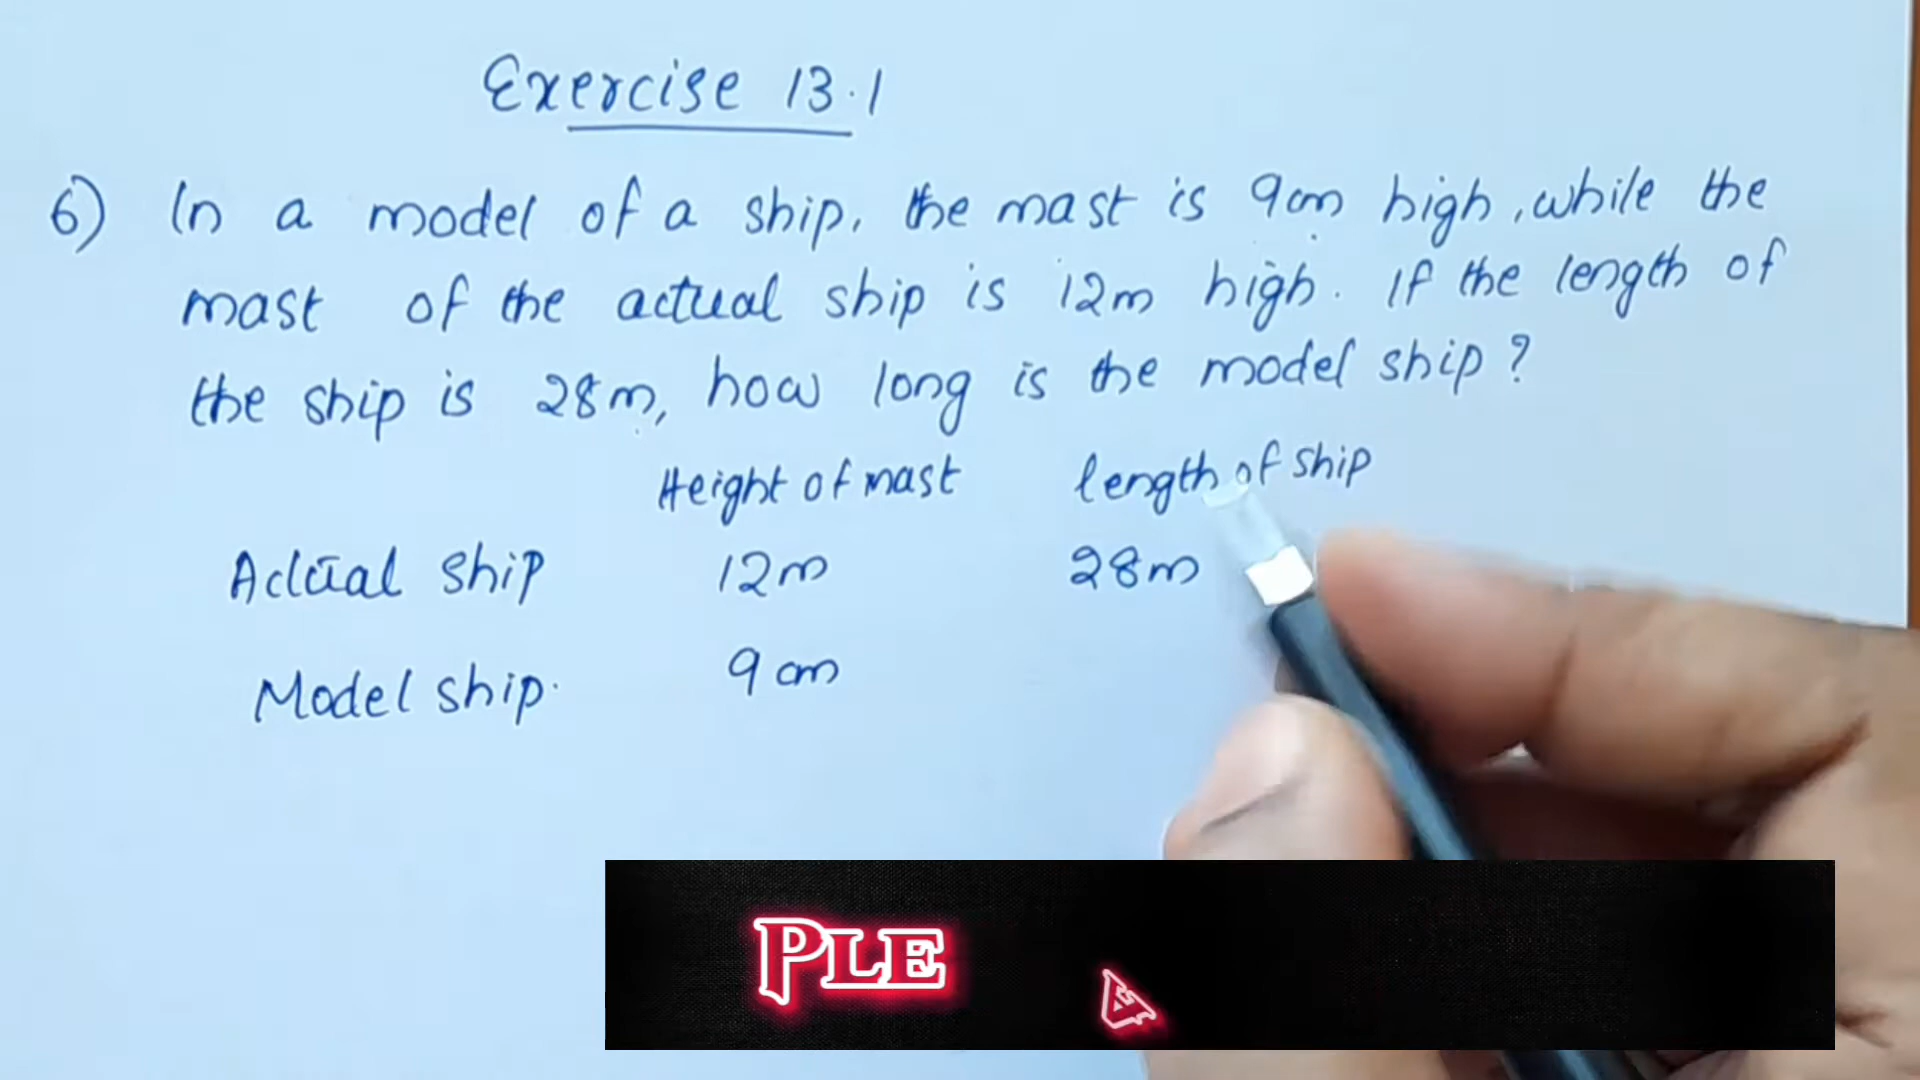 Exercise 13.1
6) In a model of a ship, the mast is 9cm high, while the
mast of the actual ship is 12m high. If the length of
the ship is 28m, how long is the model ship?
Height of mast length of ship
Actual ship 12m 28m
Model ship. 9 cm
PLE